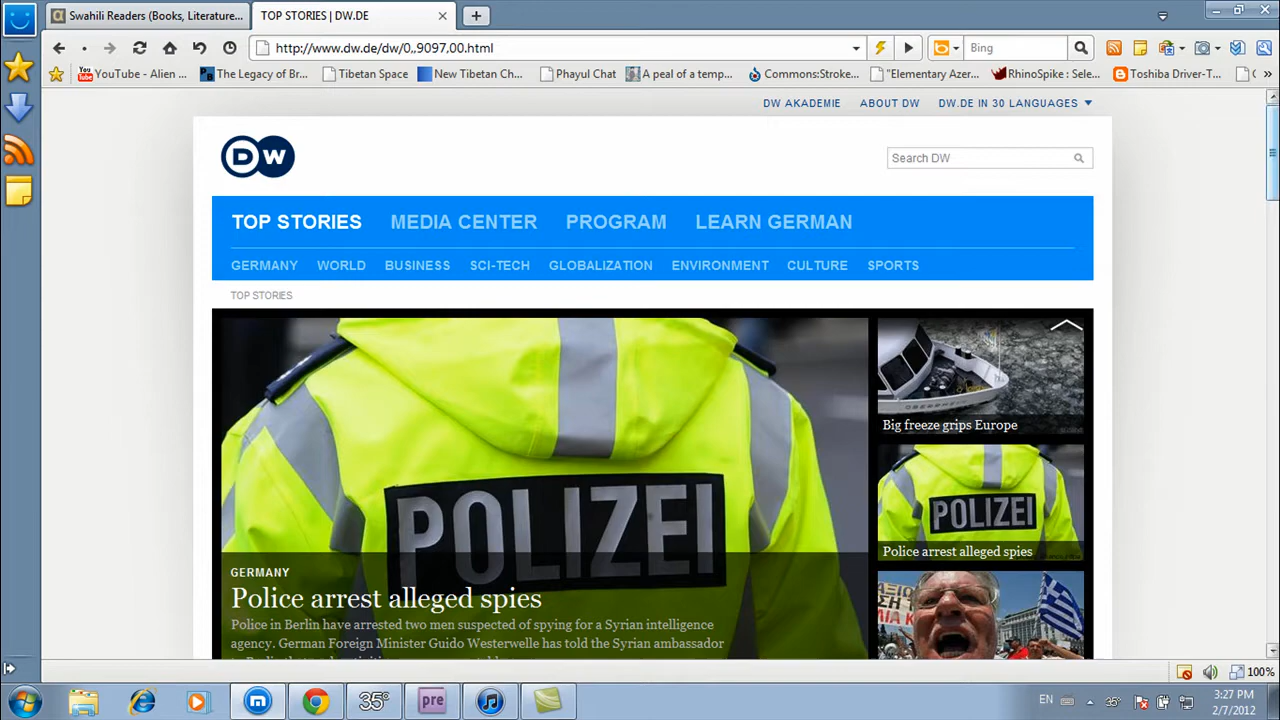 Swahili Readers (Books, Literature...
TOP STORIES | DW.DE
http://www.dw.de/dw/0,,9097,00.html
Bing
YouTube - Alien ...
The Legacy of Br...
Tibetan Space
New Tibetan Ch...
Phayul Chat
A peal of a temp...
Commons:Stroke...
"Elementary Azer...
RhinoSpike : Sele...
Toshiba Driver-T...
DW AKADEMIE
ABOUT DW
DW.DE IN 30 LANGUAGES
DW
Search DW
TOP STORIES
MEDIA CENTER
PROGRAM
LEARN GERMAN
GERMANY
WORLD
BUSINESS
SCI-TECH
GLOBALIZATION
ENVIRONMENT
CULTURE
SPORTS
TOP STORIES
POLIZEI
GERMANY
Police arrest alleged spies
Police in Berlin have arrested two men suspected of spying for a Syrian intelligence
agency. German Foreign Minister Guido Westerwelle has told the Syrian ambassador
Big freeze grips Europe
POLIZEI
Police arrest alleged spies
100%
35°
pre
EN
35°
3:27 PM
2/7/2012